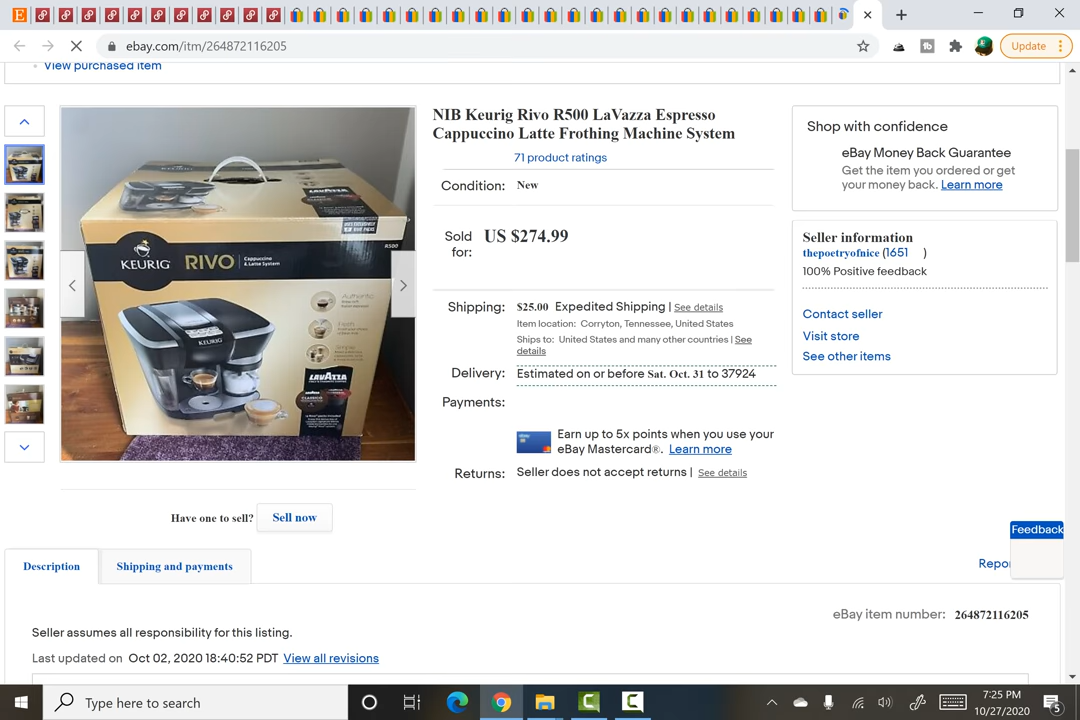 ebay.com/itm/264872116205
Update
View purchased item
NIB Keurig Rivo R500 LaVazza Espresso
Cappuccino Latte Frothing Machine System
71 product ratings
Condition: New
Sold for: US $274.99
Shipping: $25.00 Expedited Shipping | See details
Item location: Corryton, Tennessee, United States
Ships to: United States and many other countries | See
details
Delivery: Estimated on or before Sat. Oct. 31 to 37924
Payments:
Earn up to 5x points when you use your
eBay Mastercard®. Learn more
Returns: Seller does not accept returns | See details
Shop with confidence
eBay Money Back Guarantee
Get the item you ordered or get
your money back. Learn more
Seller information
thepoetryofnice (1651 )
100% Positive feedback
Contact seller
Visit store
See other items
LAVAZZA
R500
KEURIG RIVO Cappuccino
& Latte System
KEURIG
LAVAZZA
CLASSICO
Have one to sell? Sell now
Feedback
Description
Shipping and payments
Repor
eBay item number: 264872116205
Seller assumes all responsibility for this listing.
Last updated on Oct 02, 2020 18:40:52 PDT View all revisions
Type here to search
7:25 PM
10/27/2020
5